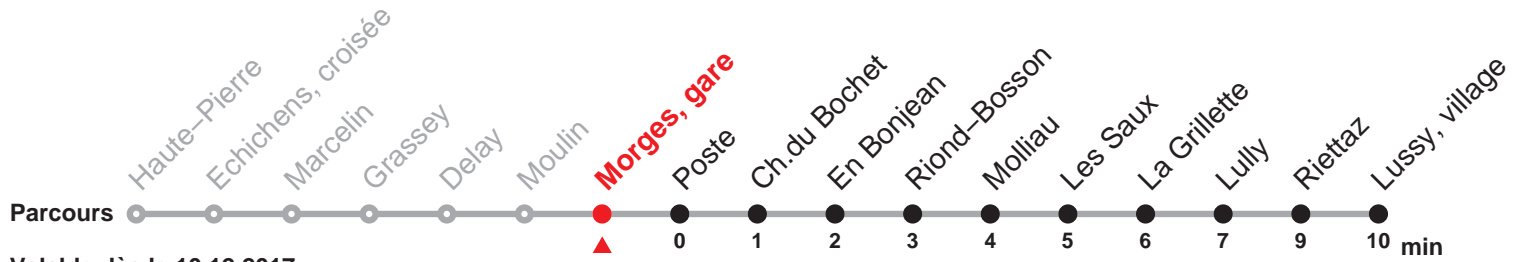 Haute–Pierre
Echichens, croisée
Marcelin
Grassey
Delay
Moulin
Morges, gare
Poste
Ch.du Bochet
En Bonjean
Riond–Bosson
Molliau
Les Saux
La Grillette
Lully
Riettaz
Lussy, village
Parcours
0 1 2 3 4 5 6 7 9 10 min